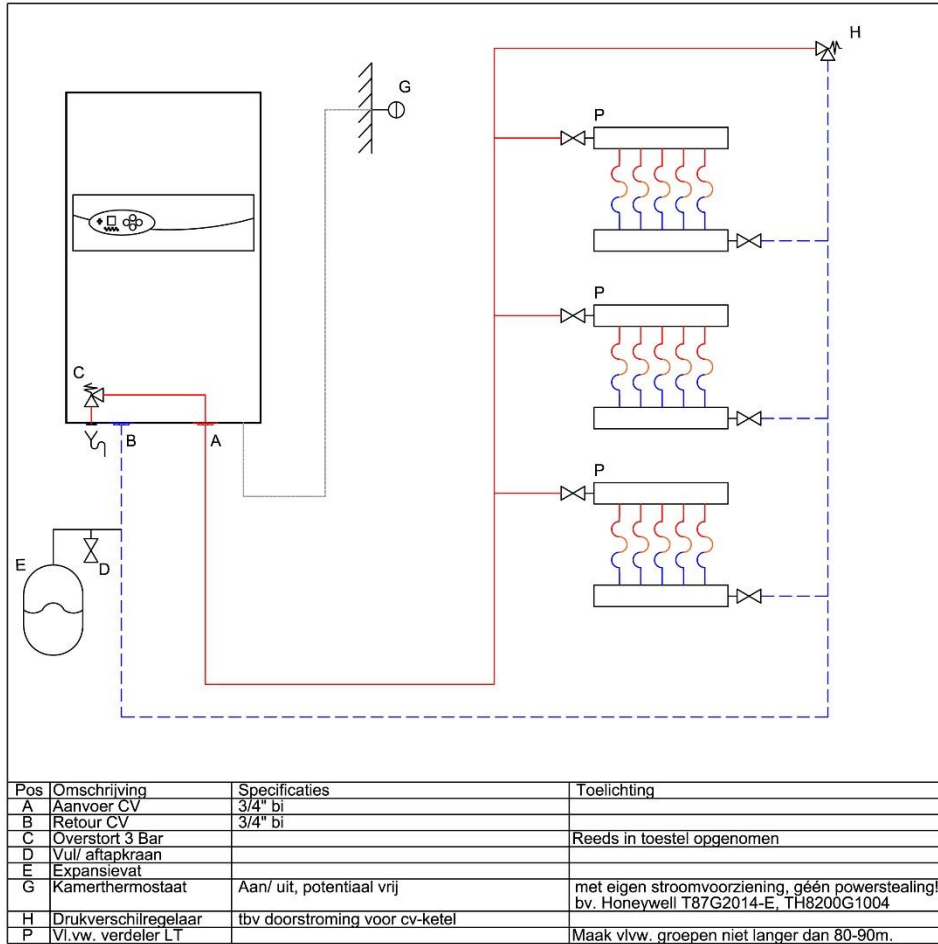 H
G
P
P
C
B
A
P
E
D
Pos Omschrijving Specificaties Toelichting
A Aanvoer CV 3/4" bi
B Retour CV 3/4" bi
C Overstort 3 Bar Reeds in toestel opgenomen
D Vul/ aftapkraan
E Expansievat
G Kamerthermostaat Aan/ uit, potentiaal vrij met eigen stroomvoorziening, géén powerstealing!
bv. Honeywell T87G2014-E, TH8200G1004
H Drukverschilregelaar tbv doorstroming voor cv-ketel
P Vl.vw. verdeler LT Maak vlvw. groepen niet langer dan 80-90m.